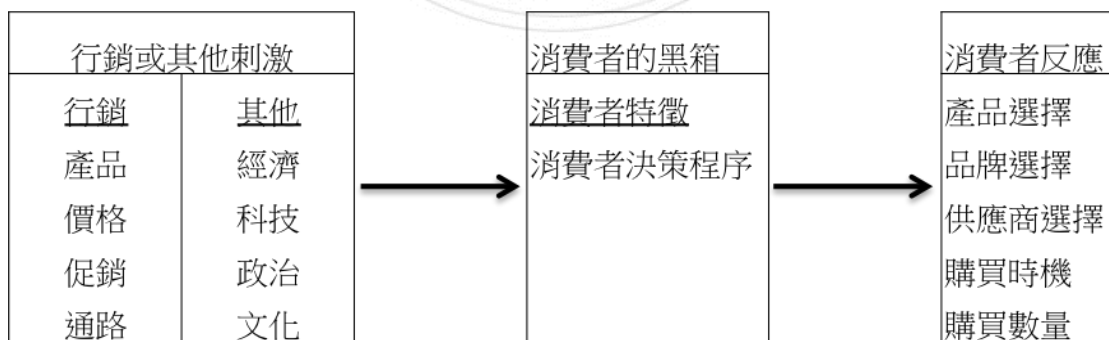 行銷或其他刺激
行銷 其他
產品 經濟
價格 科技
促銷 政治
通路 文化
消費者的黑箱
消費者特徵
消費者決策程序
消費者反應
產品選擇
品牌選擇
供應商選擇
購買時機
購買數量